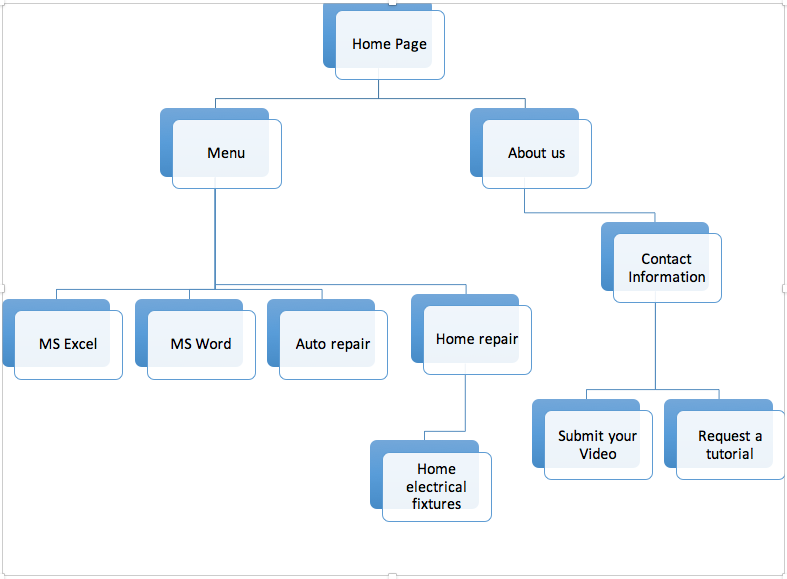 Home Page
Menu
About us
Contact
Information
MS Excel
MS Word
Auto repair
Home repair
Submit your
Video
Request a
tutorial
Home
electrical
fixtures